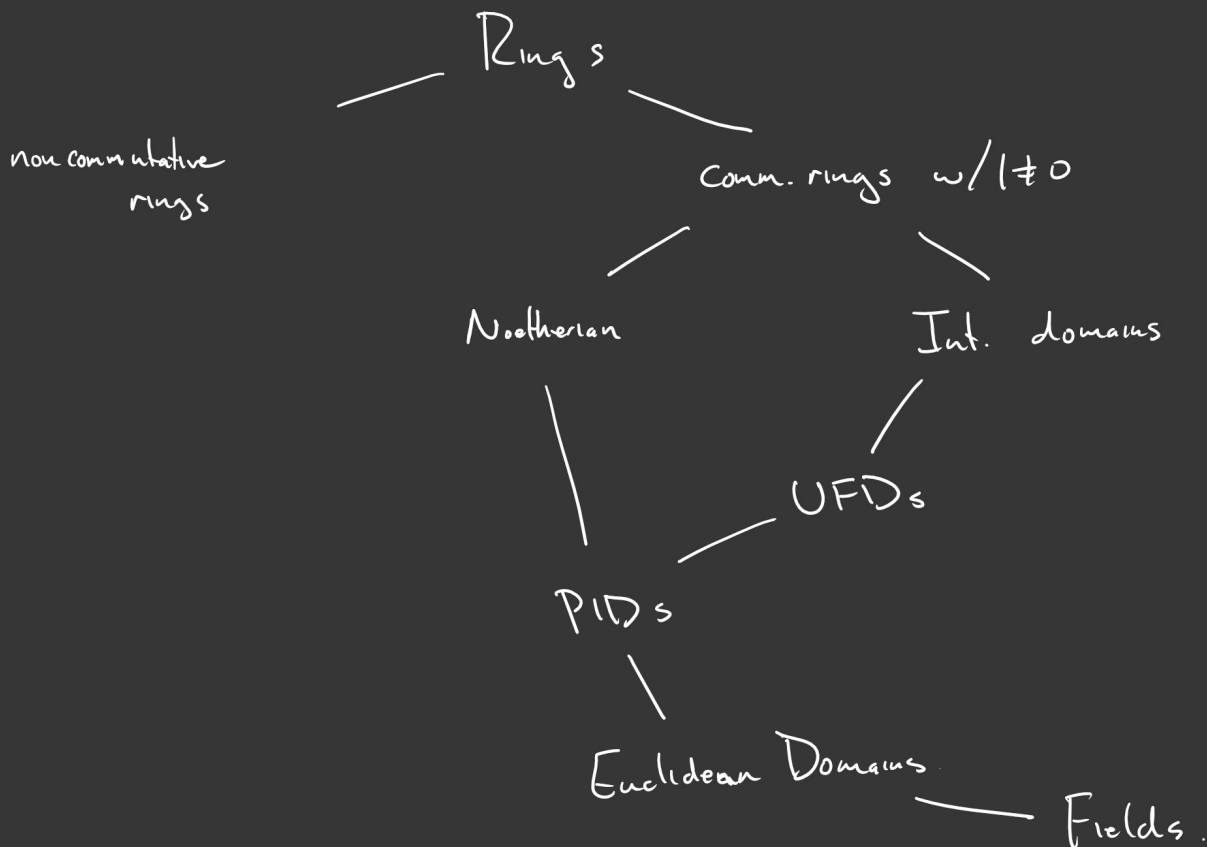 Rings
non commutative
rings
Comm. rings w/ 1≠0
Noetherian
Int. domains
UFDs
PIDs
Euclidean Domains
Fields.